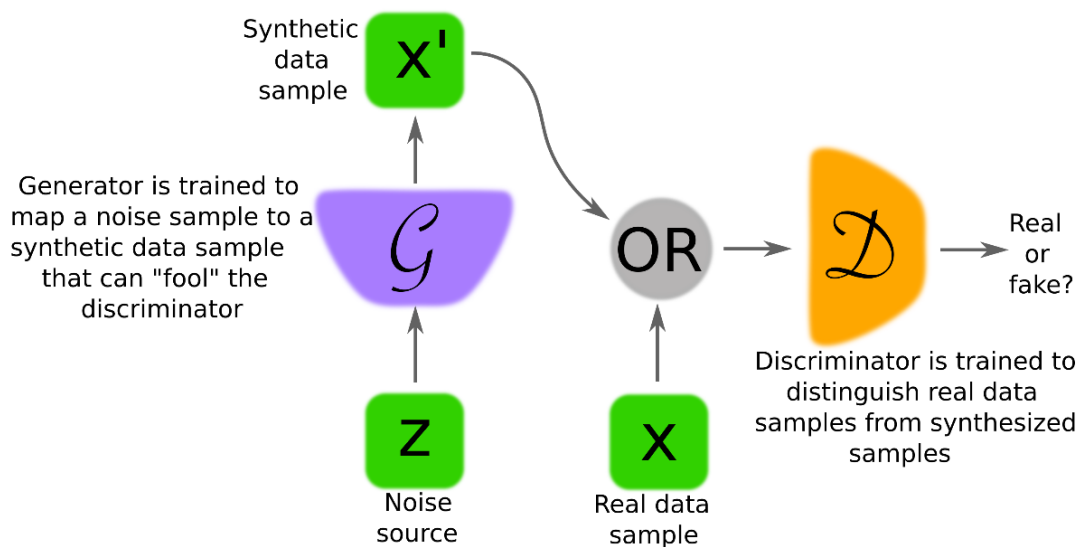 Synthetic
data
sample
x'
Generator is trained to
map a noise sample to a
synthetic data sample
that can "fool" the
discriminator
G
z
Noise
source
OR
x
Real data
sample
D
Real
or
fake?
Discriminator is trained to
distinguish real data
samples from synthesized
samples